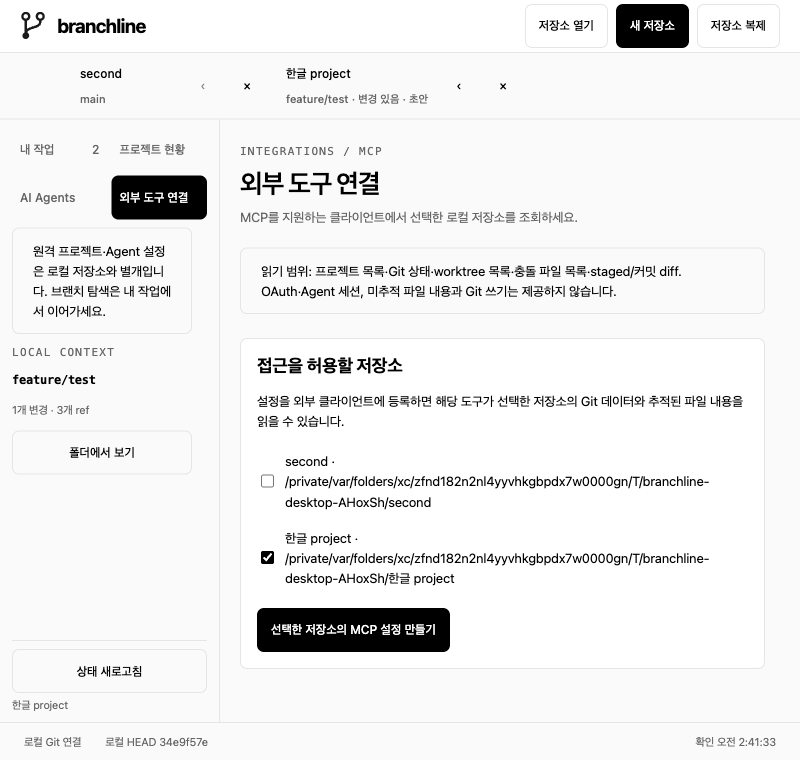 branchline
저장소 열기
새 저장소
저장소 복제
second
main
‹
×
한글 project
feature/test · 변경 있음 · 초안
‹
×
내 작업
2
프로젝트 현황
AI Agents
외부 도구 연결
원격 프로젝트·Agent 설정
은 로컬 저장소와 별개입니
다. 브랜치 탐색은 내 작업에
서 이어가세요.
LOCAL CONTEXT
feature/test
1개 변경 · 3개 ref
폴더에서 보기
상태 새로고침
한글 project
INTEGRATIONS / MCP
외부 도구 연결
MCP를 지원하는 클라이언트에서 선택한 로컬 저장소를 조회하세요.
읽기 범위: 프로젝트 목록·Git 상태·worktree 목록·충돌 파일 목록·staged/커밋 diff.
OAuth·Agent 세션, 미추적 파일 내용과 Git 쓰기는 제공하지 않습니다.
접근을 허용할 저장소
설정을 외부 클라이언트에 등록하면 해당 도구가 선택한 저장소의 Git 데이터와 추적된 파일 내용을
읽을 수 있습니다.
second ·
/private/var/folders/xc/zfnd182n2nl4yyvhkgbpdx7w0000gn/T/branchline-
desktop-AHoxSh/second
한글 project ·
/private/var/folders/xc/zfnd182n2nl4yyvhkgbpdx7w0000gn/T/branchline-
desktop-AHoxSh/한글 project
선택한 저장소의 MCP 설정 만들기
로컬 Git 연결
로컬 HEAD 34e9f57e
확인 오전 2:41:33